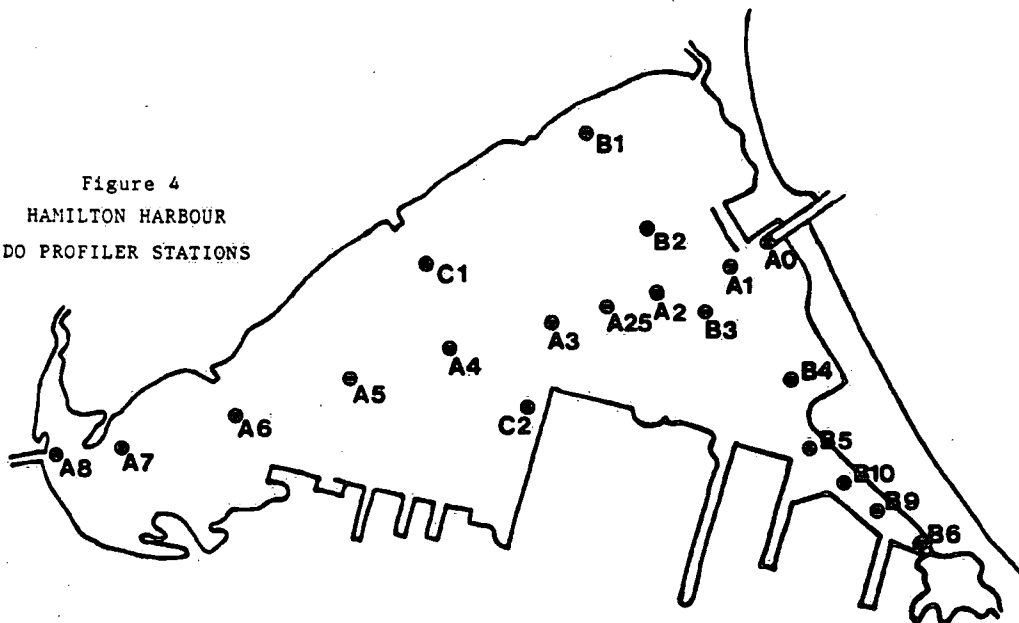 Figure 4
HAMILTON HARBOUR
DO PROFILER STATIONS
B1
B2
A0
A1
C1
A2
A25
B3
A3
A4
B4
A5
C2
A6
B5
A7
A8
B10
B9
B6